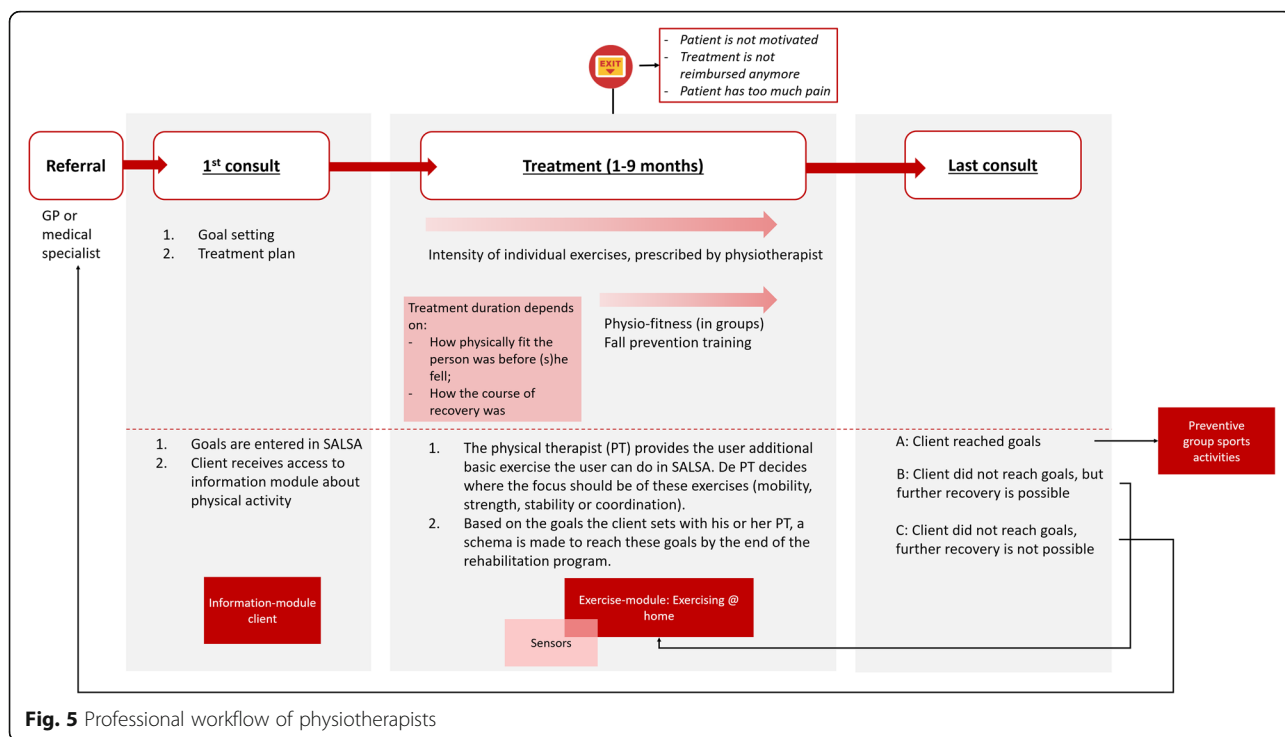 EXIT
- Patient is not motivated
- Treatment is not
reimbursed anymore
- Patient has too much pain
Referral
1st consult
Treatment (1-9 months)
Last consult
GP or
medical
specialist
1. Goal setting
2. Treatment plan
Intensity of individual exercises, prescribed by physiotherapist
Treatment duration depends
on:
- How physically fit the
person was before (s)he
fell;
- How the course of
recovery was
Physio-fitness (in groups)
Fall prevention training
1. Goals are entered in SALSA
2. Client receives access to
information module about
physical activity
Information-module
client
1. The physical therapist (PT) provides the user additional
basic exercise the user can do in SALSA. De PT decides
where the focus should be of these exercises (mobility,
strength, stability or coordination).
2. Based on the goals the client sets with his or her PT, a
schema is made to reach these goals by the end of the
rehabilitation program.
Exercise-module: Exercising @
home
Sensors
A: Client reached goals
B: Client did not reach goals, but
further recovery is possible
C: Client did not reach goals,
further recovery is not possible
Preventive
group sports
activities
Fig. 5 Professional workflow of physiotherapists